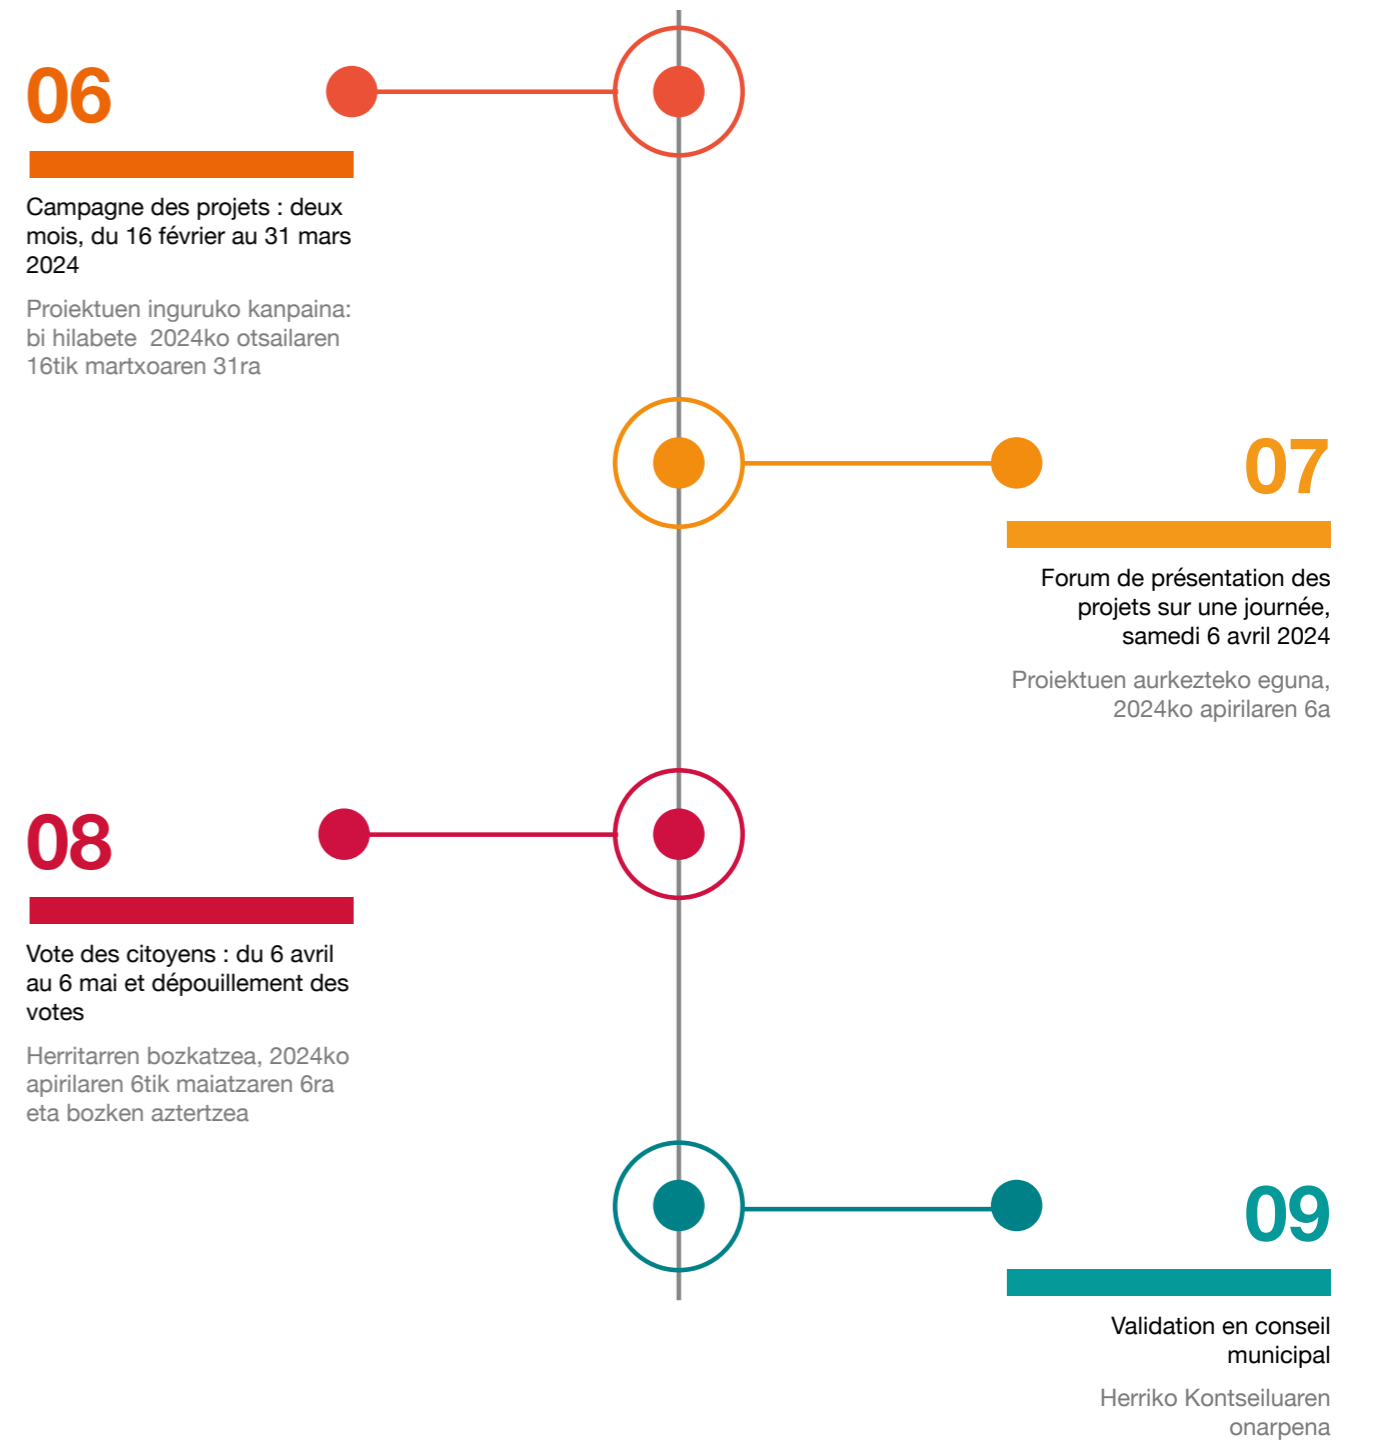 06
Campagne des projets : deux
mois, du 16 février au 31 mars
2024
Proiektuen inguruko kanpaina:
bi hilabete  2024ko otsailaren
16tik martxoaren 31ra
07
Forum de présentation des
projets sur une journée,
samedi 6 avril 2024
Proiektuen aurkezteko eguna,
2024ko apirilaren 6a
08
Vote des citoyens : du 6 avril
au 6 mai et dépouillement des
votes
Herritarren bozkatzea, 2024ko
apirilaren 6tik maiatzaren 6ra
eta bozken aztertzea
09
Validation en conseil
municipal
Herriko Kontseiluaren
onarpena